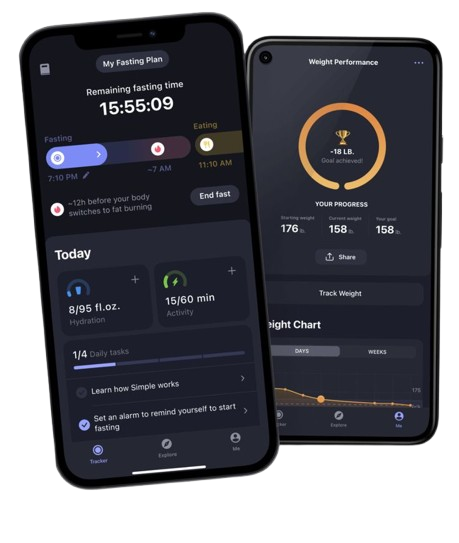 My Fasting Plan
Remaining fasting time
15:55:09
Fasting
Eating
7:10 PM
~7 AM
11:10 AM
~12h before your body
switches to fat burning
End fast
Today
8/95 fl.oz.
Hydration
15/60 min
Activity
1/4 Daily tasks
Learn how Simple works
Set an alarm to remind yourself to start
fasting
Tracker
Explore
Me
Weight Performance
-18 LB.
Goal achieved!
YOUR PROGRESS
Starting weight
Current weight
Your goal
176 lb.
158 lb.
158 lb.
Share
Track Weight
eight Chart
DAYS
WEEKS
175
cker
Explore
Me